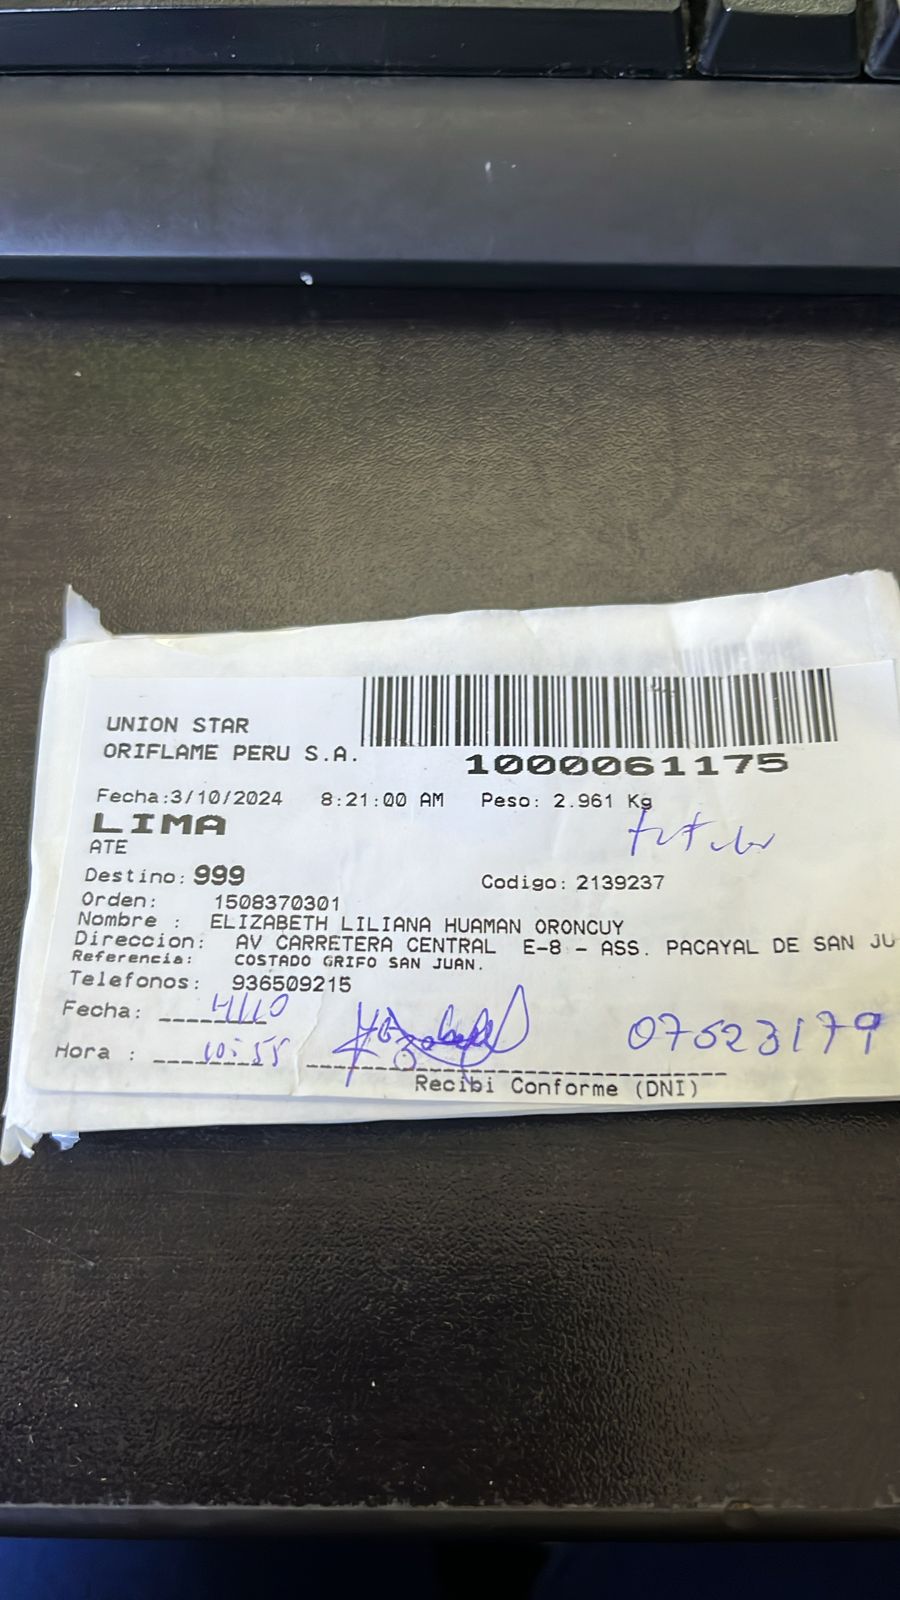 UNION STAR
ORIFLAME PERU S.A.
1000061175
Fecha:3/10/2024 8:21:00 AM Peso: 2.961 Kg
LIMA
titular
ATE
Destino: 999 Codigo: 2139237
Orden: 1508370301
Nombre : ELIZABETH LILIANA HUAMAN ORONCUY
Direccion: AV CARRETERA CENTRAL E-8 - ASS. PACAYAL DE SAN JU
Referencia: COSTADO GRIFO SAN JUAN.
Telefonos: 936509215
Fecha: 4/10
Hora : 10:55
07623179
Recibi Conforme (DNI)